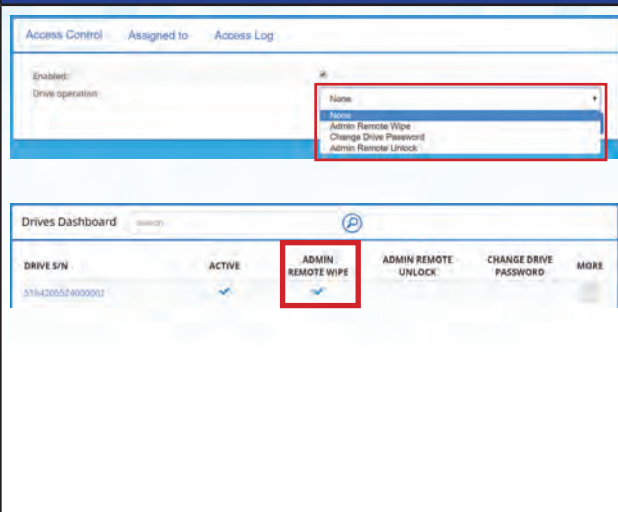 Access Control Assigned to Access Log
Enabled:
Drive operation:
None
None
Admin Remote Wipe
Change Drive Password
Admin Remote Unlock
Drives Dashboard search
DRIVE S/N ACTIVE ADMIN REMOTE WIPE ADMIN REMOTE UNLOCK CHANGE DRIVE PASSWORD MORE